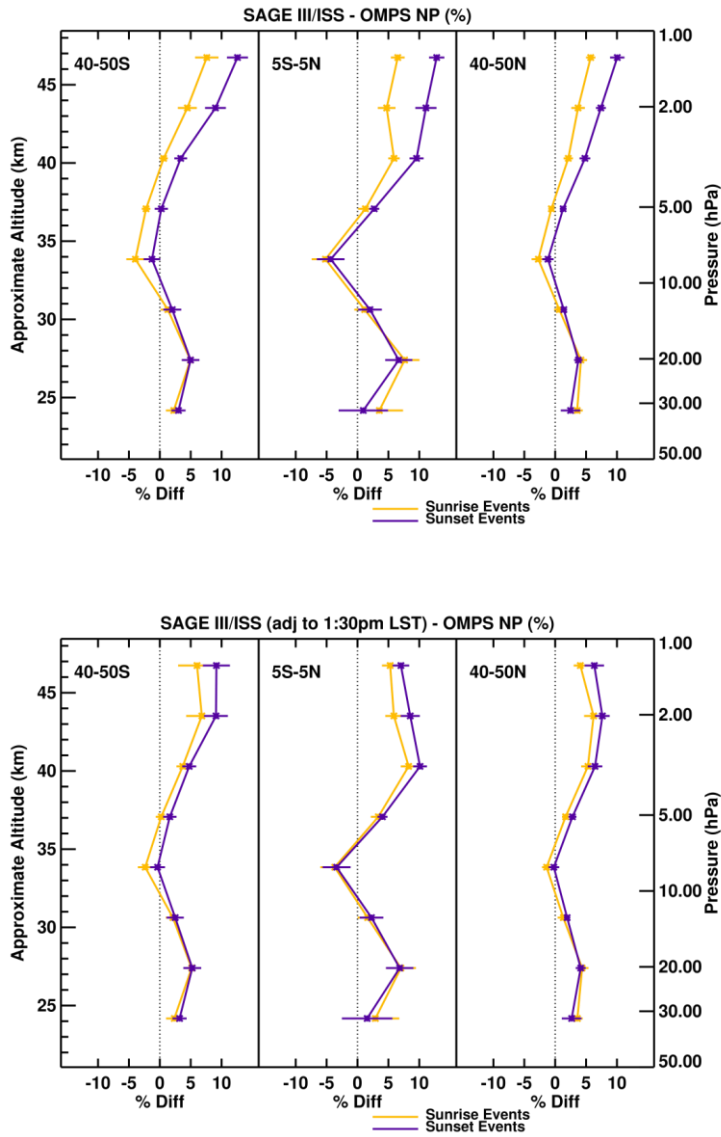 SAGE III/ISS - OMPS NP (%)
40-50S
5S-5N
40-50N
45
40
35
30
25
Approximate Altitude (km)
1.00
2.00
5.00
10.00
20.00
30.00
50.00
Pressure (hPa)
-10 -5 0 5 10
-10 -5 0 5 10
-10 -5 0 5 10
% Diff
% Diff
% Diff
Sunrise Events
Sunset Events
SAGE III/ISS (adj to 1:30pm LST) - OMPS NP (%)
40-50S
5S-5N
40-50N
45
40
35
30
25
Approximate Altitude (km)
1.00
2.00
5.00
10.00
20.00
30.00
50.00
Pressure (hPa)
-10 -5 0 5 10
-10 -5 0 5 10
-10 -5 0 5 10
% Diff
% Diff
% Diff
Sunrise Events
Sunset Events